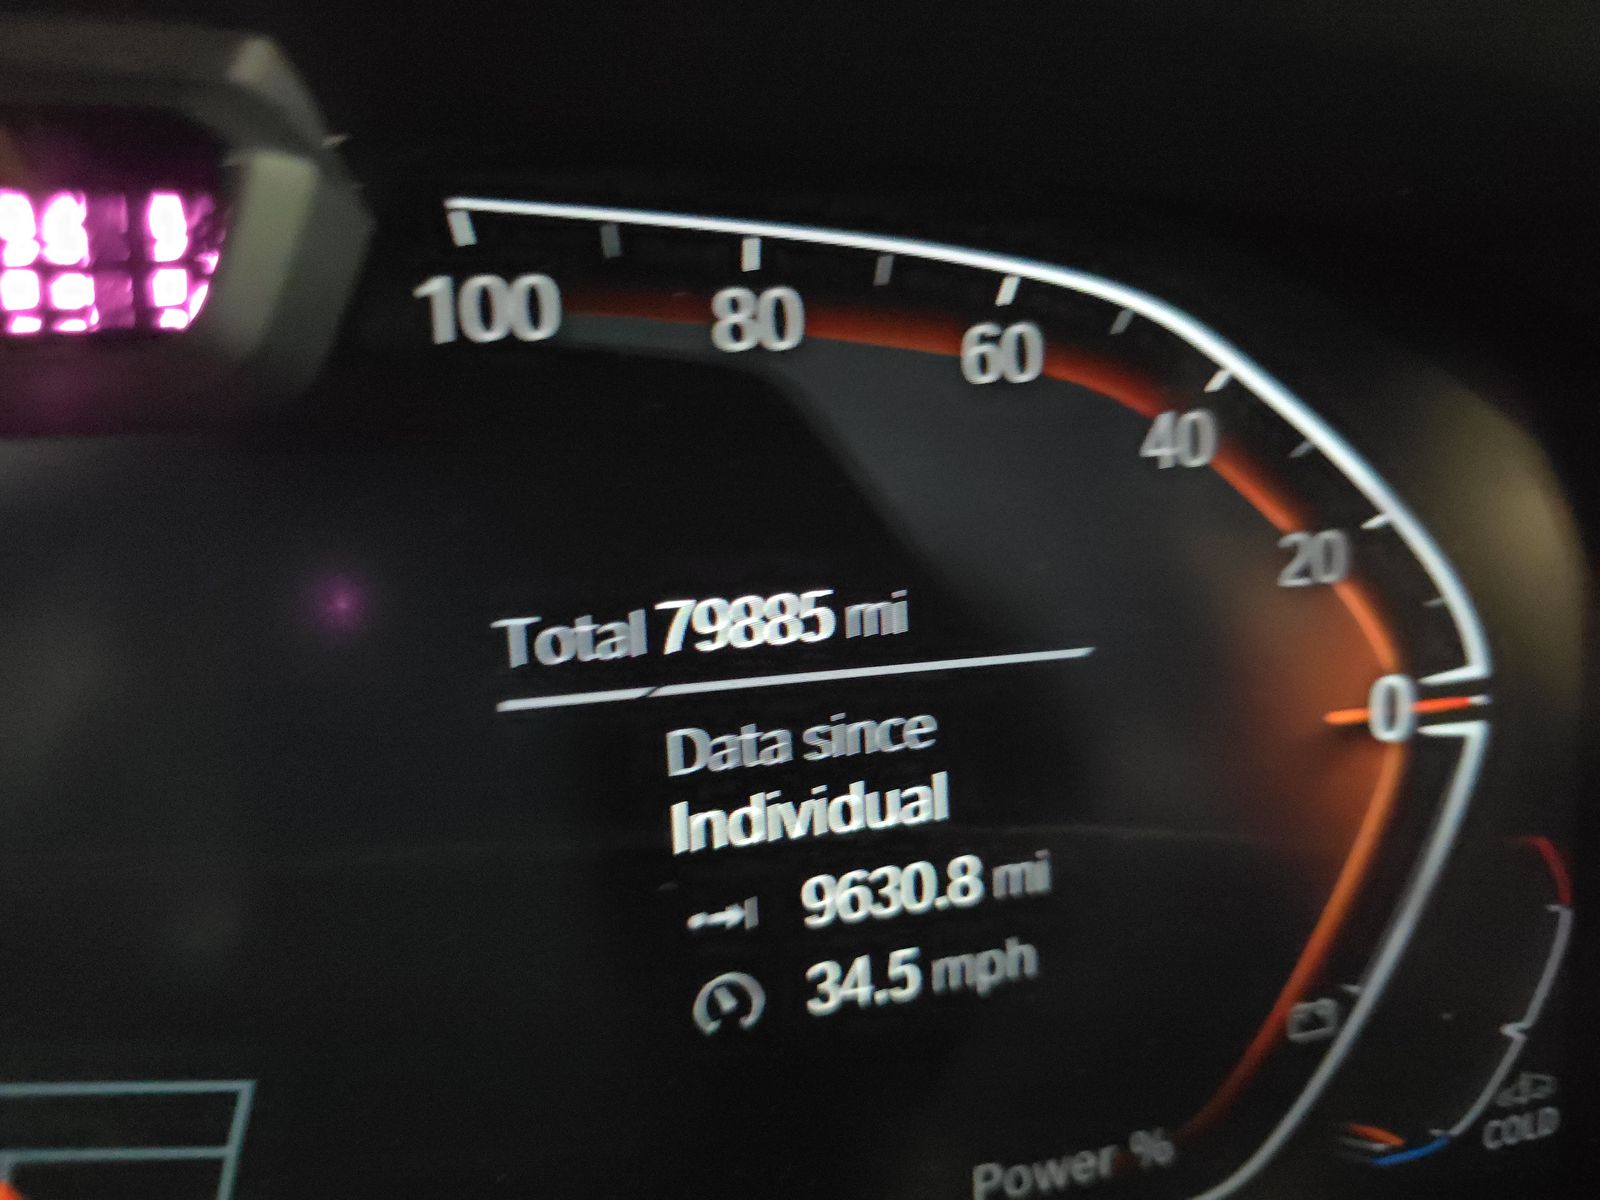 100
80
60
40
20
0
Total 79885 mi
Data since
Individual
9630.8 mi
34.5 mph
Power %
COLD